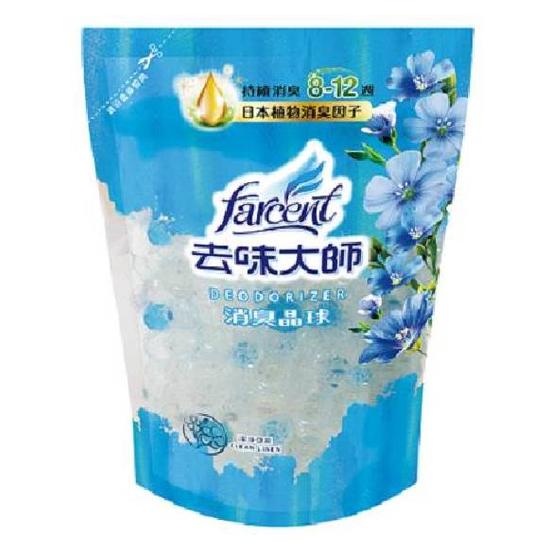 持續消臭 8-12週
日本植物消臭因子
farcent
去味大師
DEODORIZER
消臭晶球
CLEAN LINEN